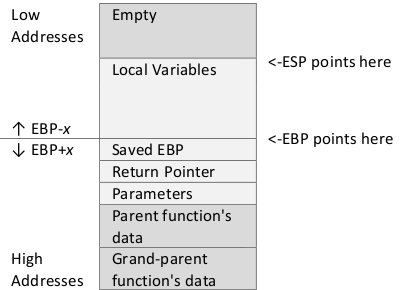 Low
Addresses
Empty
Local Variables
<-ESP points here
↑ EBP-x
↓ EBP+x
<-EBP points here
Saved EBP
Return Pointer
Parameters
Parent function's
data
High
Addresses
Grand-parent
function's data